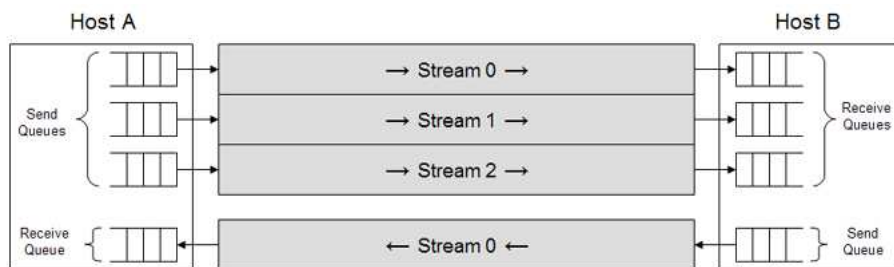 Host A
Host B
→ Stream 0 →
Send
Queues
→ Stream 1 →
Receive
Queues
→ Stream 2 →
Receive
Queue
← Stream 0 ←
Send
Queue